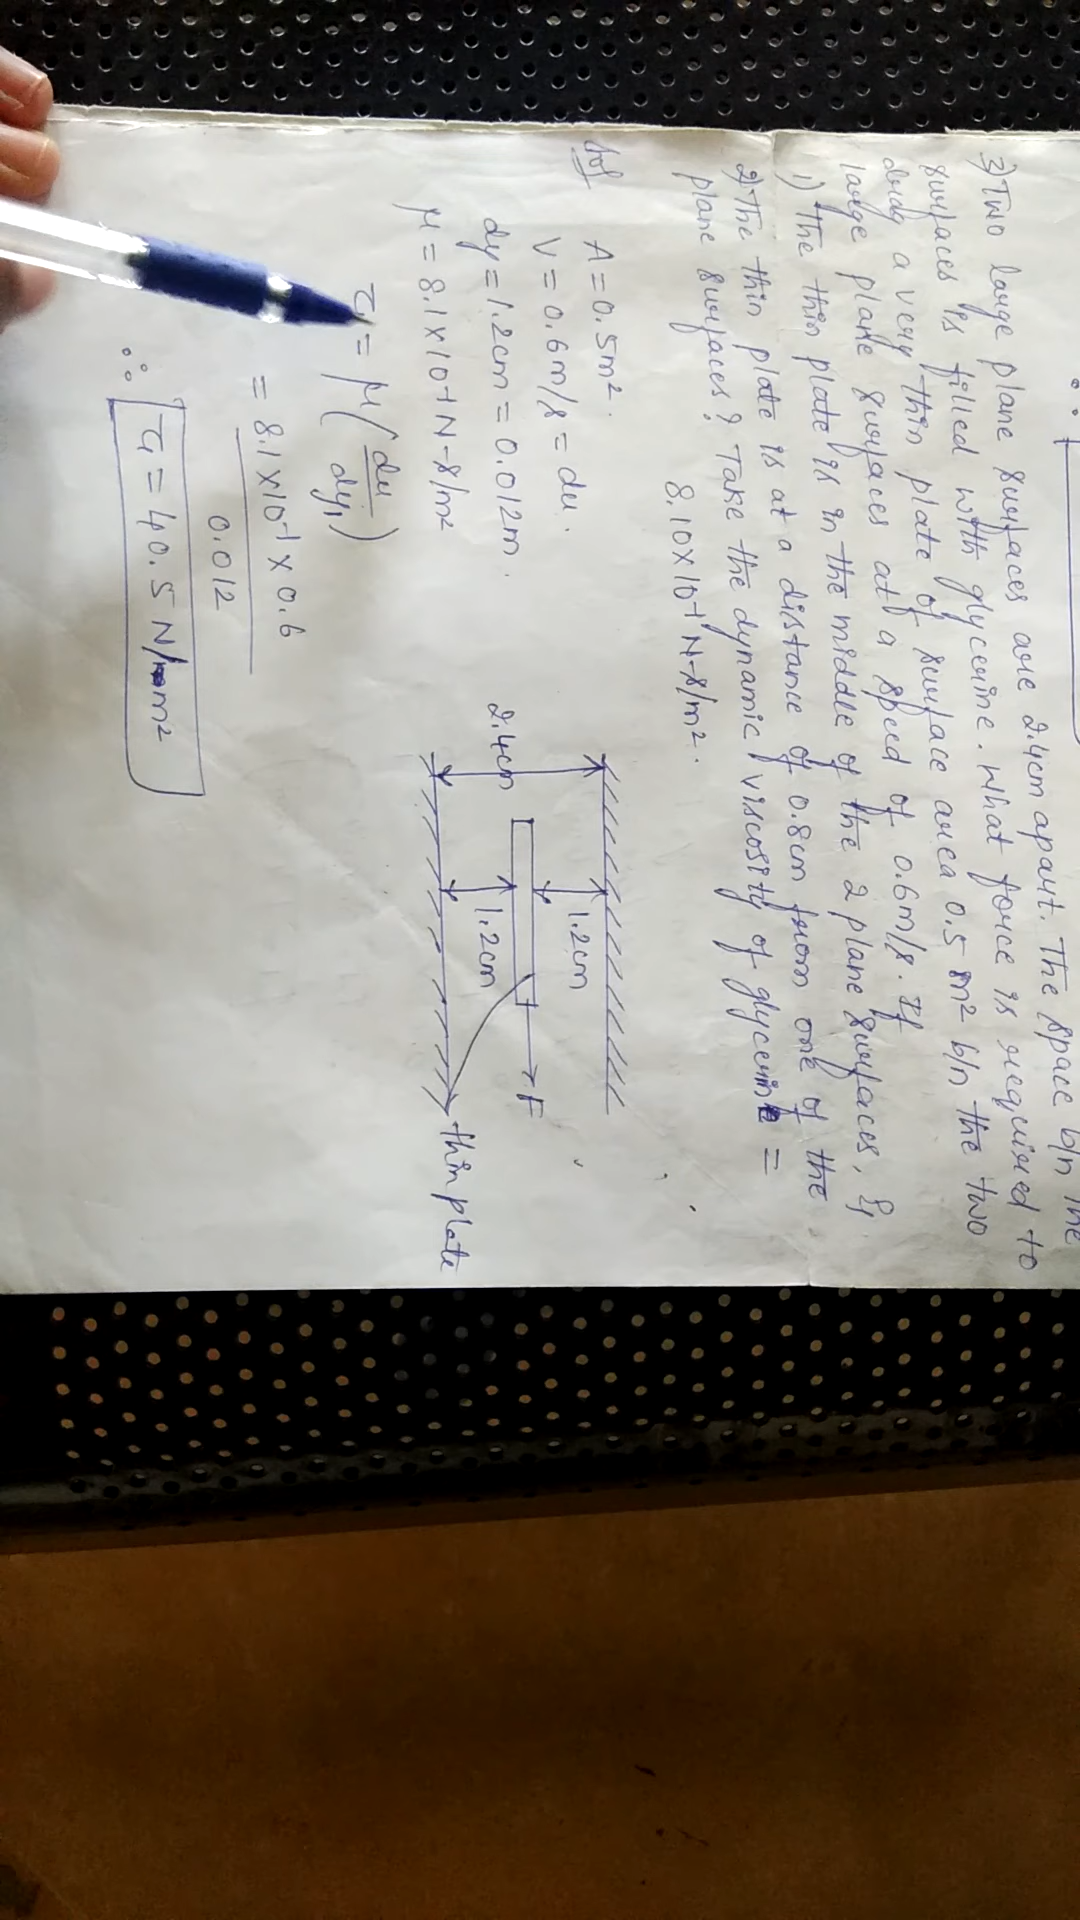 3) Two large plane surfaces are 2.4cm apart. The space b/n the
surfaces is filled with glycerine. What force is required to
drag a very thin plate of surface area 0.5 m² b/n the two
large plane surfaces at a speed of 0.6m/s. If
1) The thin plate is in the middle of the 2 plane surfaces, &
2) The thin plate is at a distance of 0.8cm from one of the
plane surfaces? Take the dynamic viscosity of glycerine =
8.10×10⁻¹ N-s/m².
Sol
A = 0.5m².
V = 0.6m/s = du.
dy = 1.2cm = 0.012m.
μ = 8.1×10⁻¹ N-s/m²
2.4cm
1.2cm
1.2cm
F
thin plate
τ₁ = μ(du/dy₁)
= 8.1×10⁻¹ × 0.6
0.012
∴ τ₁ = 40.5 N/m²